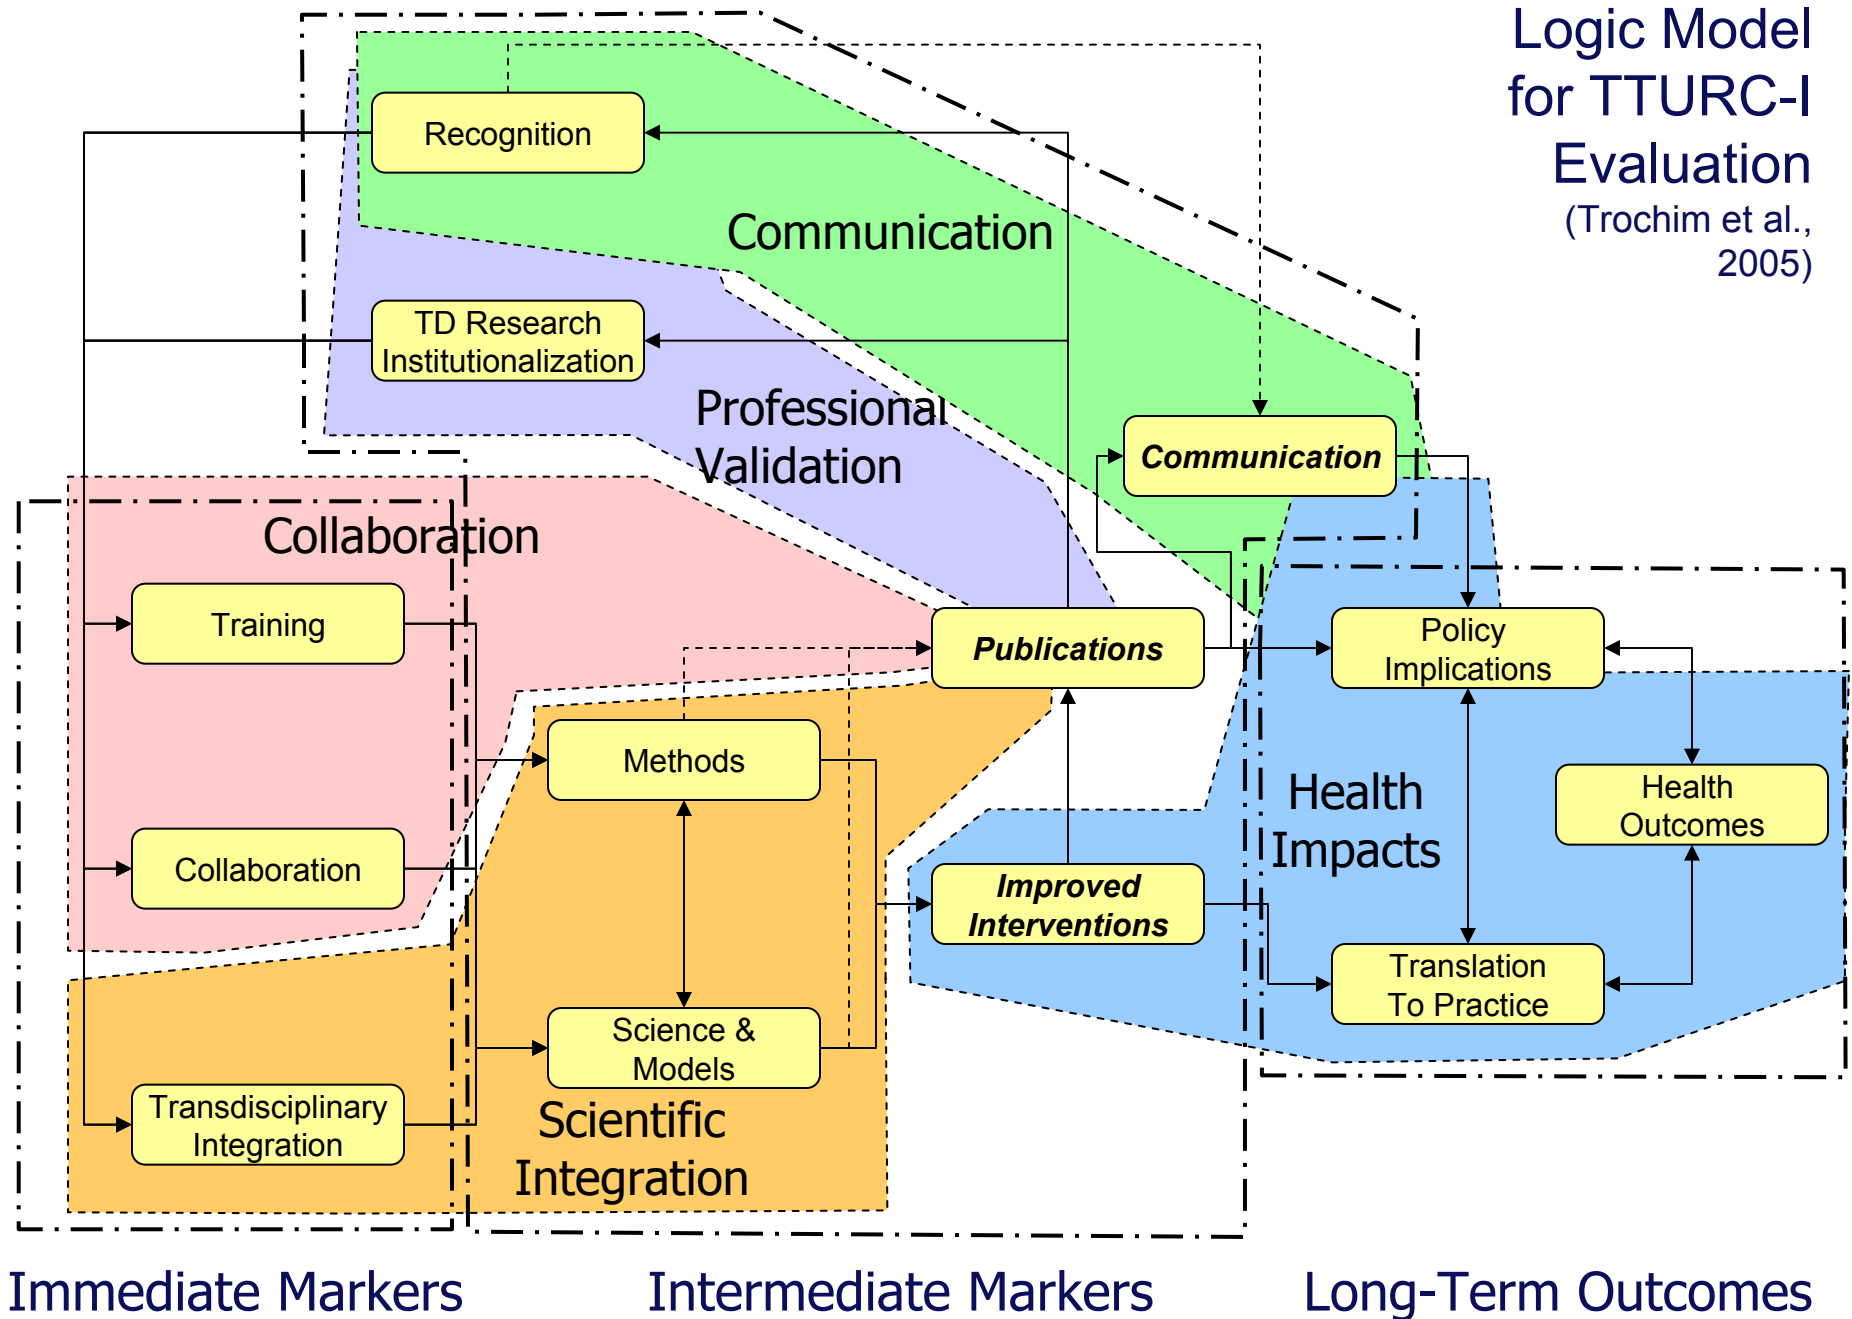 Logic Model
for TTURC-I
Evaluation
(Trochim et al.,
2005)
Recognition
Communication
TD Research
Institutionalization
Professional
Validation
Communication
Collaboration
Training
Publications
Policy
Implications
Methods
Health
Impacts
Health
Outcomes
Collaboration
Improved
Interventions
Translation
To Practice
Science &
Models
Transdisciplinary
Integration
Scientific
Integration
Immediate Markers
Intermediate Markers
Long-Term Outcomes